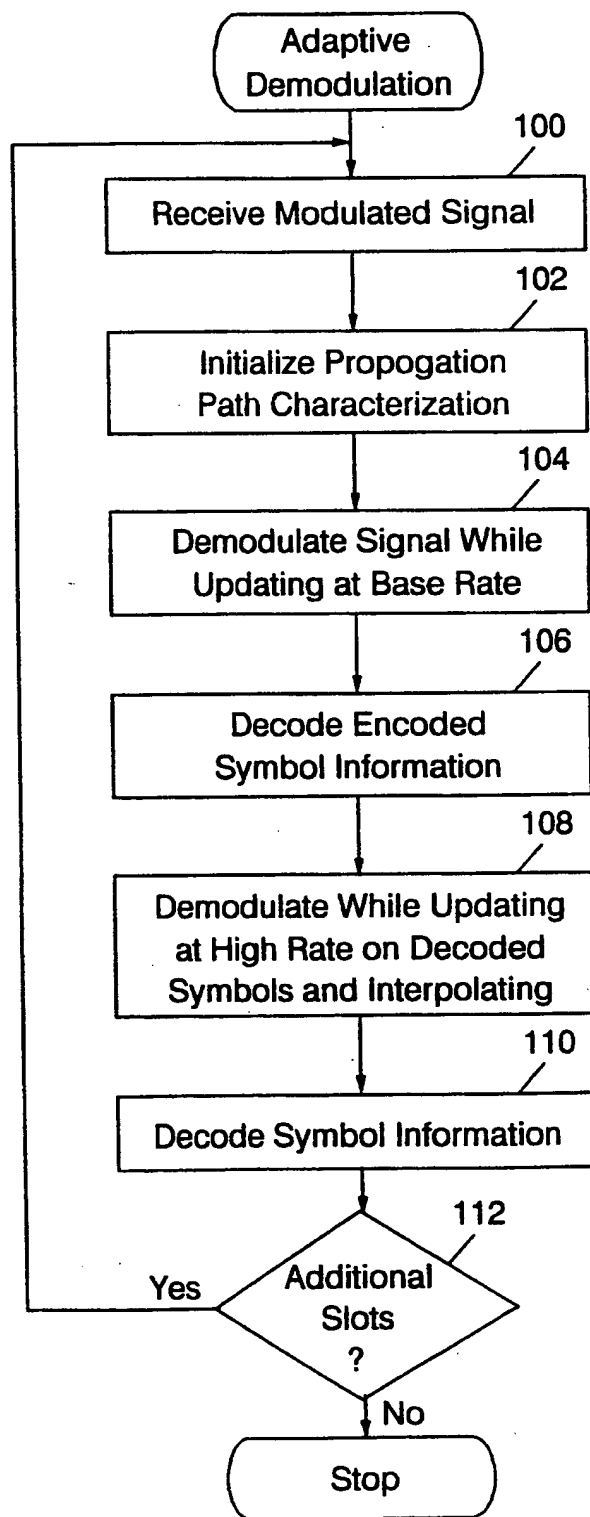 Adaptive
Demodulation
100
Receive Modulated Signal
102
Initialize Propogation
Path Characterization
104
Demodulate Signal While
Updating at Base Rate
106
Decode Encoded
Symbol Information
108
Demodulate While Updating
at High Rate on Decoded
Symbols and Interpolating
110
Decode Symbol Information
112
Yes
Additional
Slots
?
No
Stop